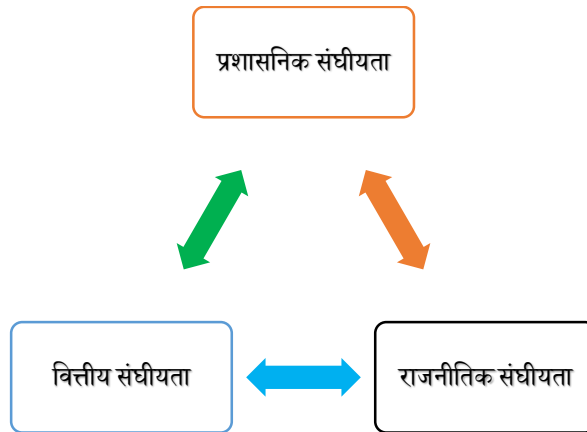 प्रशासनिक संघीयता
वित्तीय संघीयता
राजनीतिक संघीयता